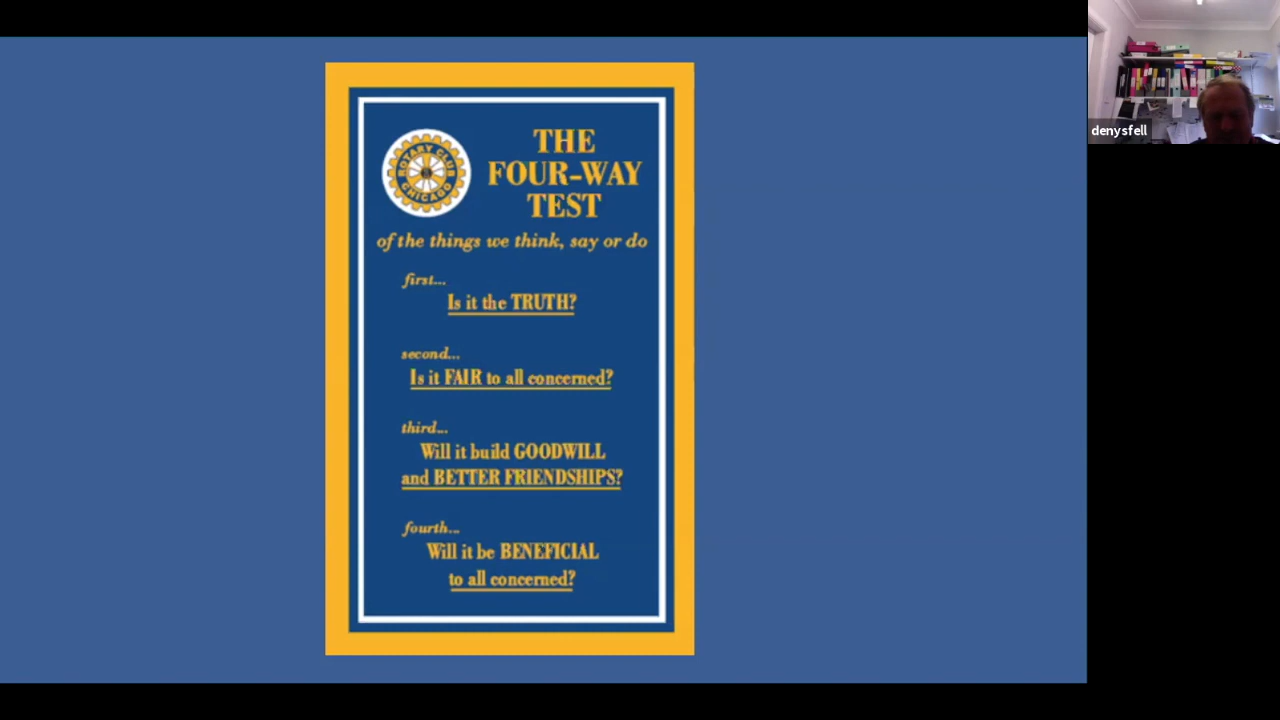 THE
FOUR-WAY
TEST
ROTARY CLUB
CHICAGO
of the things we think, say or do
first...
Is it the TRUTH?
second...
Is it FAIR to all concerned?
third...
Will it build GOODWILL
and BETTER FRIENDSHIPS?
fourth...
Will it be BENEFICIAL
to all concerned?
denysfell